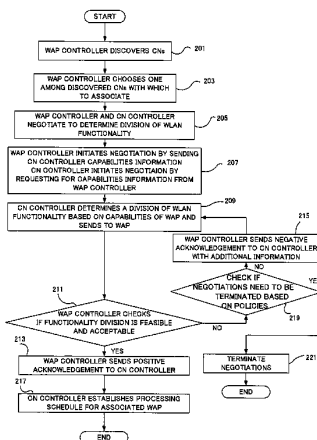 START
WAP CONTROLLER DISCOVERS CNs
201
WAP CONTROLLER CHOOSES ONE
AMONG DISCOVERED CNs WITH WHICH
TO ASSOCIATE
203
WAP CONTROLLER AND CN CONTROLLER
NEGOTIATE TO DETERMINE DIVISION OF WLAN
FUNCTIONALITY
205
WAP CONTROLLER INITIATES NEGOTIATION BY SENDING
CN CONTROLLER CAPABILITIES INFORMATION
CN CONTROLLER INITIATES NEGOTIAION BY
REQUESTING FOR CAPABILITIES INFORMATION FROM
WAP CONTROLLER
207
209
CN CONTROLLER DETERMINES A DIVISION OF WLAN
FUNCTIONALITY BASED ON CAPABILITIES OF WAP AND
SENDS TO WAP
215
WAP CONTROLLER SENDS NEGATIVE
ACKNOWLEDGEMENT TO CN CONTROLLER
WITH ADDITIONAL INFORMATION
NO
CHECK IF
NEGOTIATIONS NEED TO BE
TERMINATED BASED
ON POLICIES
YE
219
211
WAP CONTROLLER CHECKS
IF FUNCTIONALITY DIVISION IS FEASIBLE
AND ACCEPTABLE
NO
YES
213
WAP CONTROLLER SENDS POSITIVE
ACKNOWLEDGEMENT TO CN CONTROLLER
217
CN CONTROLLER ESTABLISHES PROCESSING
SCHEDULE FOR ASSOCIATED WAP
END
TERMINATE
NEGOTIATIONS
221
END